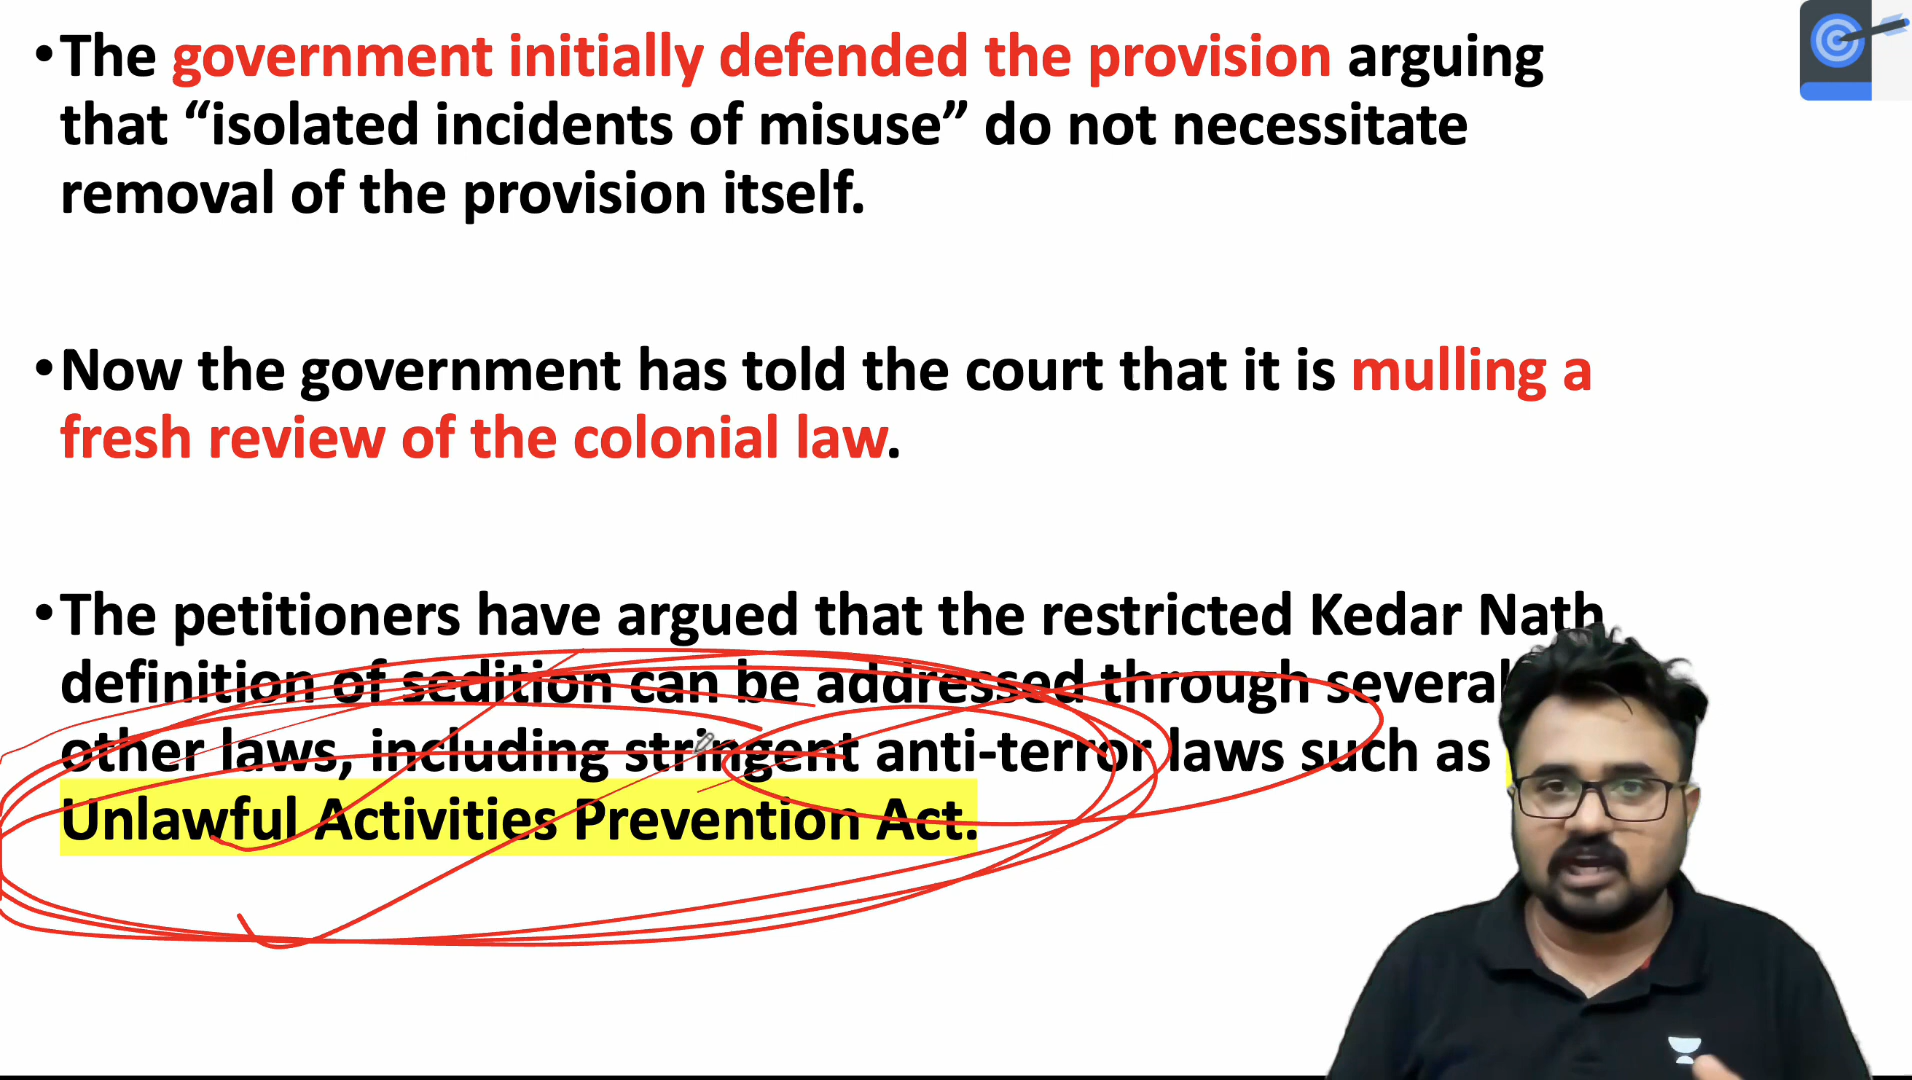 •The government initially defended the provision arguing
that “isolated incidents of misuse” do not necessitate
removal of the provision itself.
•Now the government has told the court that it is mulling a
fresh review of the colonial law.
•The petitioners have argued that the restricted Kedar Nath
definition of sedition can be addressed through several
other laws, including stringent anti-terror laws such as
Unlawful Activities Prevention Act.